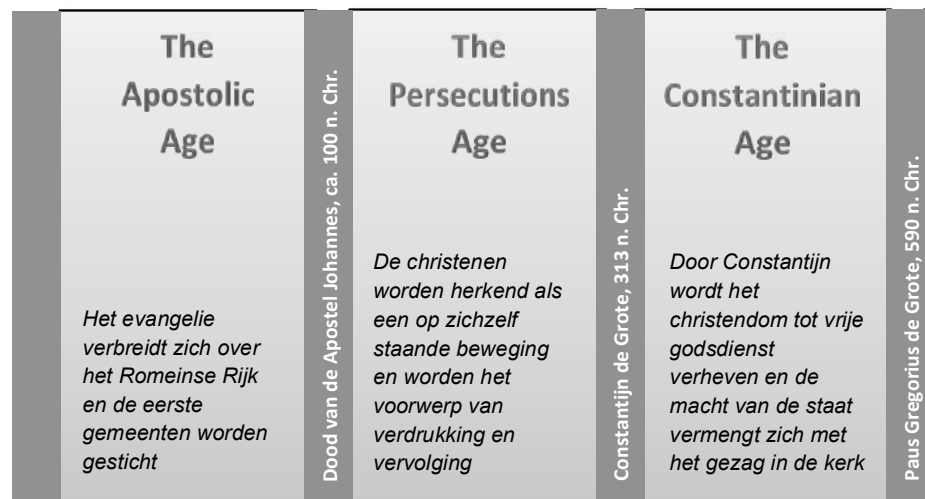 The
Apostolic
Age
Het evangelie
verbreidt zich over
het Romeinse Rijk
en de eerste
gemeenten worden
gesticht
Dood van de Apostel Johannes, ca. 100 n. Chr.
The
Persecutions
Age
De christenen
worden herkend als
een op zichzelf
staande beweging
en worden het
voorwerp van
verdrukking en
vervolging
Constantijn de Grote, 313 n. Chr.
The
Constantinian
Age
Door Constantijn
wordt het
christendom tot vrije
godsdienst
verheven en de
macht van de staat
vermengt zich met
het gezag in de kerk
Paus Gregorius de Grote, 590 n. Chr.